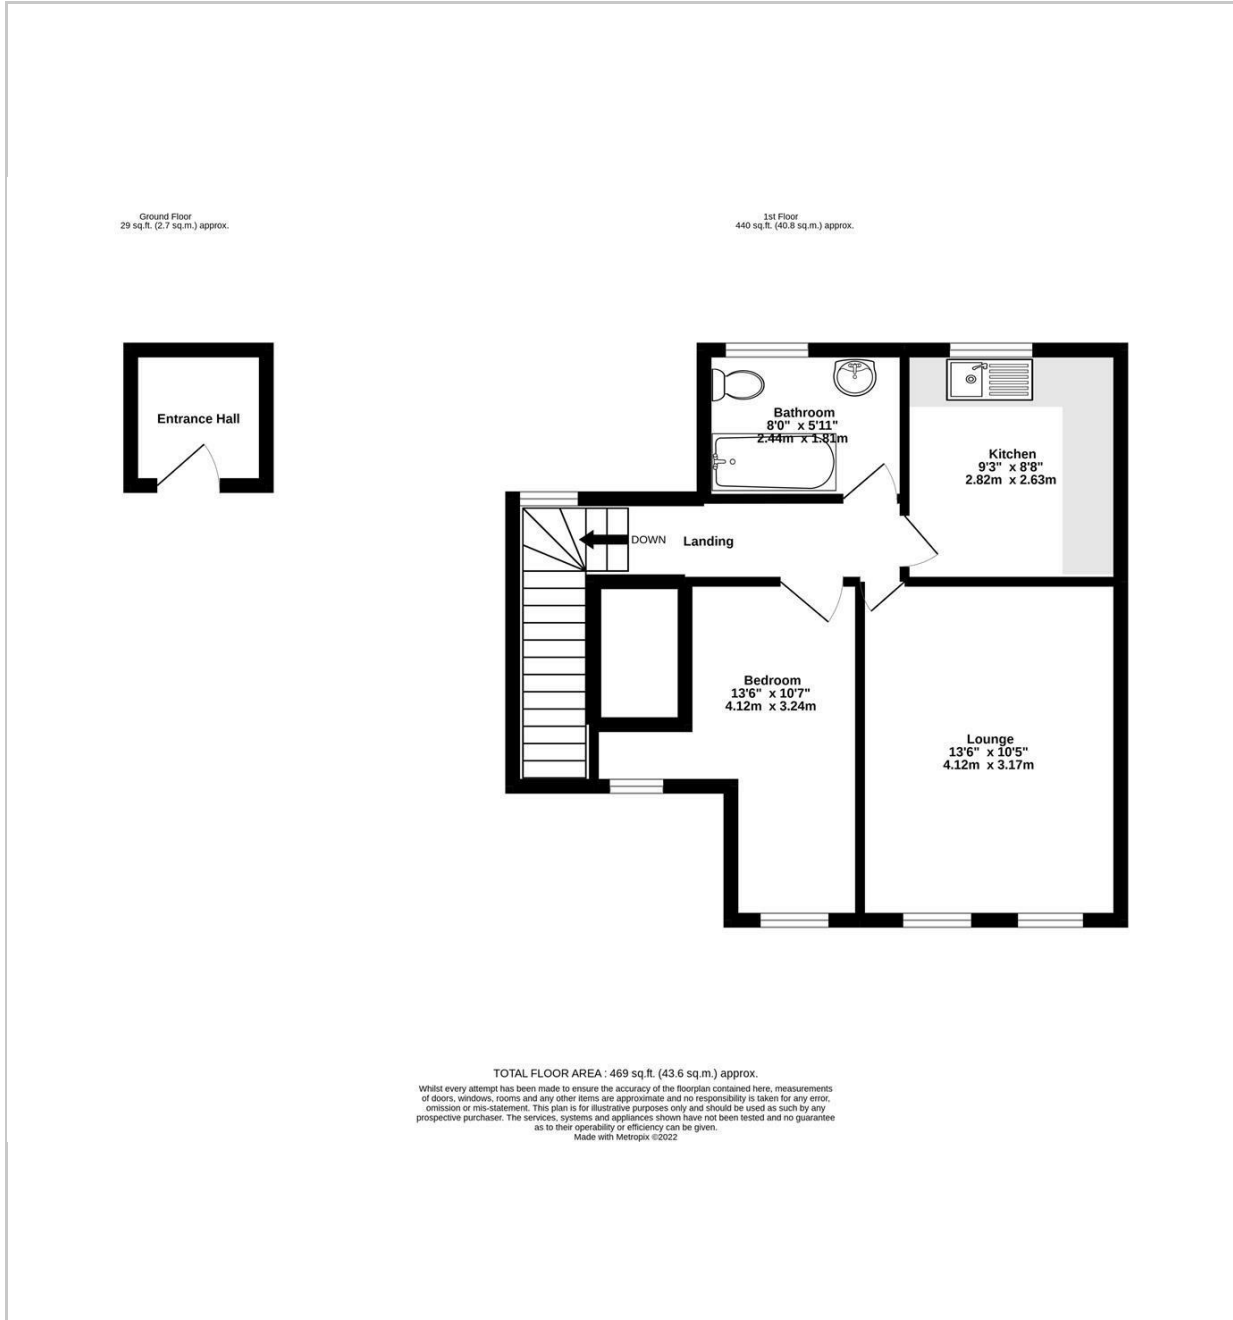 Ground Floor
29 sq.ft. (2.7 sq.m.) approx.
1st Floor
440 sq.ft. (40.8 sq.m.) approx.
Entrance Hall
Bathroom
8'0" x 5'11"
2.44m x 1.81m
Kitchen
9'3" x 8'8"
2.82m x 2.63m
DOWN
Landing
Bedroom
13'6" x 10'7"
4.12m x 3.24m
Lounge
13'6" x 10'5"
4.12m x 3.17m
TOTAL FLOOR AREA : 469 sq.ft. (43.6 sq.m.) approx.
Whilst every attempt has been made to ensure the accuracy of the floorplan contained here, measurements
of doors, windows, rooms and any other items are approximate and no responsibility is taken for any error,
omission or mis-statement. This plan is for illustrative purposes only and should be used as such by any
prospective purchaser. The services, systems and appliances shown have not been tested and no guarantee
as to their operability or efficiency can be given.
Made with Metropix ©2022